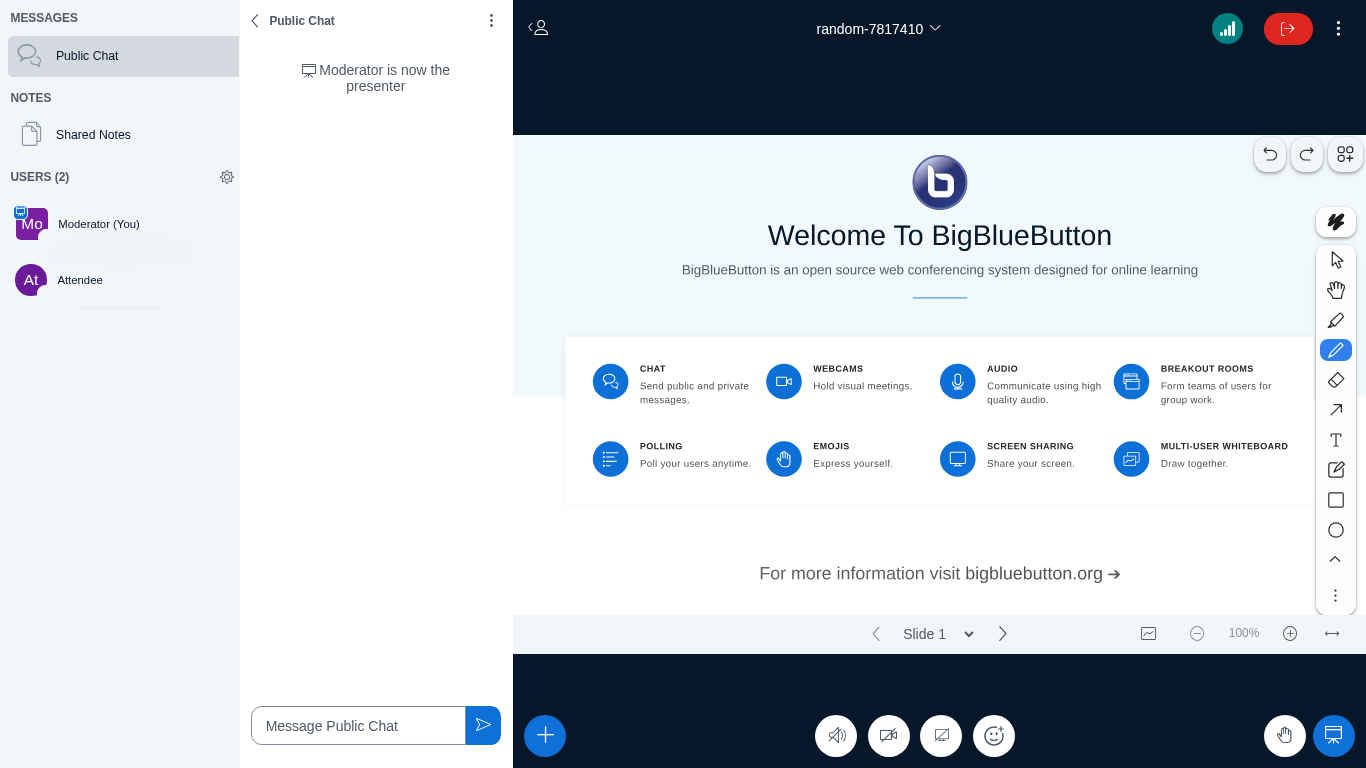 MESSAGES
Public Chat
NOTES
Shared Notes
USERS (2)
Mo
Moderator (You)
At
Attendee
Public Chat
Moderator is now the
presenter
Message Public Chat
random-7817410
b
Welcome To BigBlueButton
BigBlueButton is an open source web conferencing system designed for online learning
CHAT
Send public and private
messages.
WEBCAMS
Hold visual meetings.
AUDIO
Communicate using high
quality audio.
BREAKOUT ROOMS
Form teams of users for
group work.
POLLING
Poll your users anytime.
EMOJIS
Express yourself.
SCREEN SHARING
Share your screen.
MULTI-USER WHITEBOARD
Draw together.
For more information visit bigbluebutton.org ➔
T
Slide 1
100%